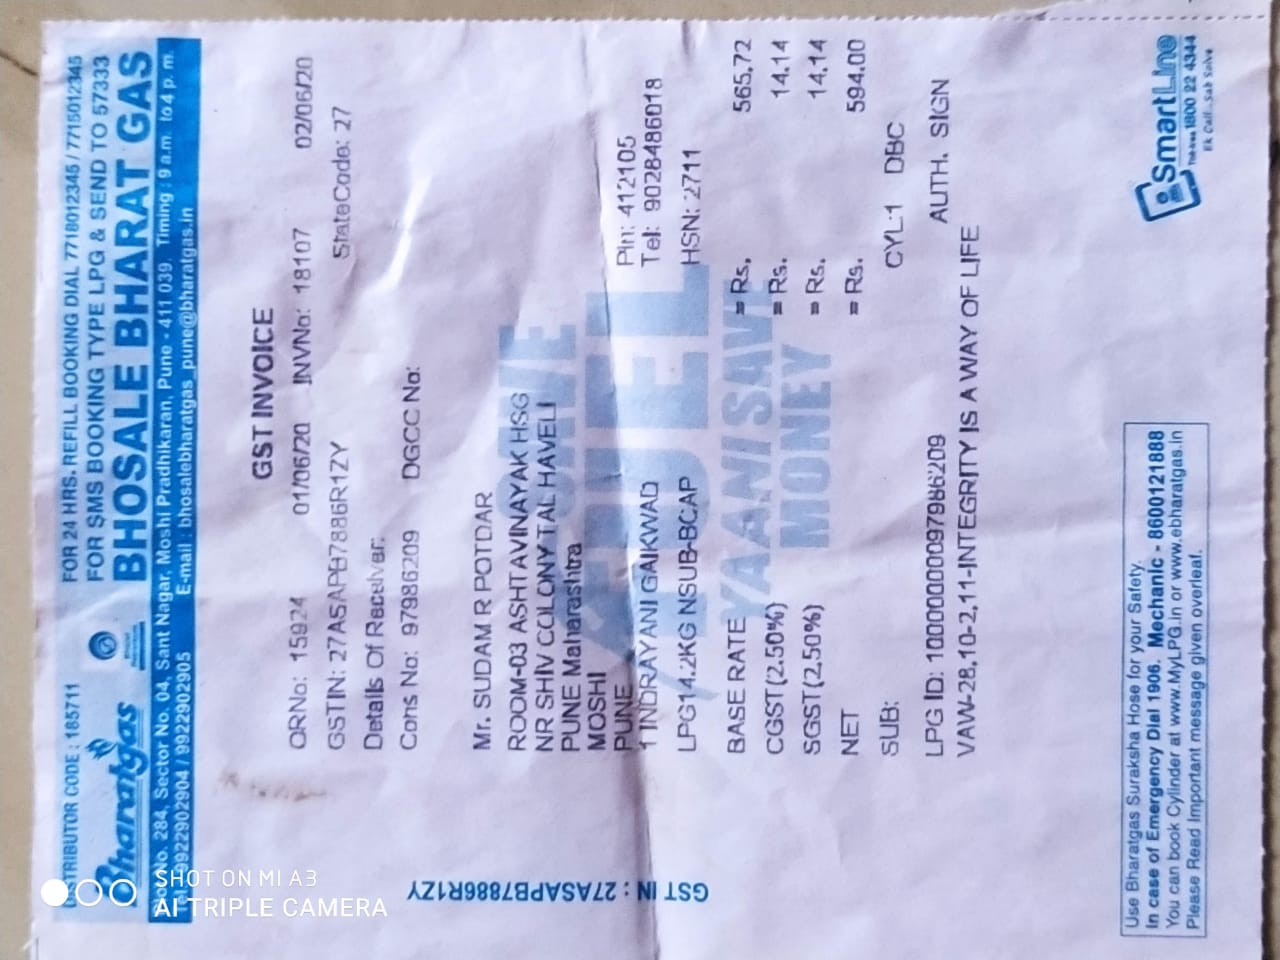 DISTRIBUTOR CODE : 185711
FOR 24 HRS. REFILL BOOKING DIAL 7718012345 / 7715012345
FOR SMS BOOKING TYPE LPG & SEND TO 57333
Bharatgas
BHOSALE BHARAT GAS
No. 284, Sector No. 04, Sant Nagar, Moshi Pradhikaran, Pune - 411 039. Timing : 9 a.m. to 4 p. m.
9922902904 / 9922902905 E-mail : bhosalebharatgas_pune@bharatgas.in
GST INVOICE
ORNo: 15924 01/06/20 INVNo: 18107 02/06/20
GSTIN: 27ASAPB7886R1ZY StateCode: 27
Details Of Receiver:
Cons No: 97986209 DGCC No:
Mr. SUDAM R POTDAR
ROOM-03 ASHTAVINAYAK HSG
NR SHIV COLONY TAL HAVELI
PUNE Maharashtra
MOSHI
PUNE Pin: 412105
1 INDRAYANI GAIKWAD Tel: 9028486018
LPG14.2KG NSUB-BCAP HSN: 2711
BASE RATE = Rs. 565.72
CGST(2.50%) = Rs. 14.14
SGST(2.50%) = Rs. 14.14
NET = Rs. 594.00
SUB: CYL:1 DBC
LPG ID: 1000000097986209 AUTH. SIGN
VAW-28,10-2,11-INTEGRITY IS A WAY OF LIFE
SAVE
FUEL
YAANI SAVE
MONEY
Use Bharatgas Suraksha Hose for your Safety.
In case of Emergency Dial 1906. Mechanic - 8600121888
You can book Cylinder at www.MyLPG.in or www.ebharatgas.in
Please Read Important message given overleaf.
SmartLine
1800 22 4344
Ek Call...Sab Solve
GST IN : 27ASAPB7886R1ZY
SHOT ON MI A3
AI TRIPLE CAMERA